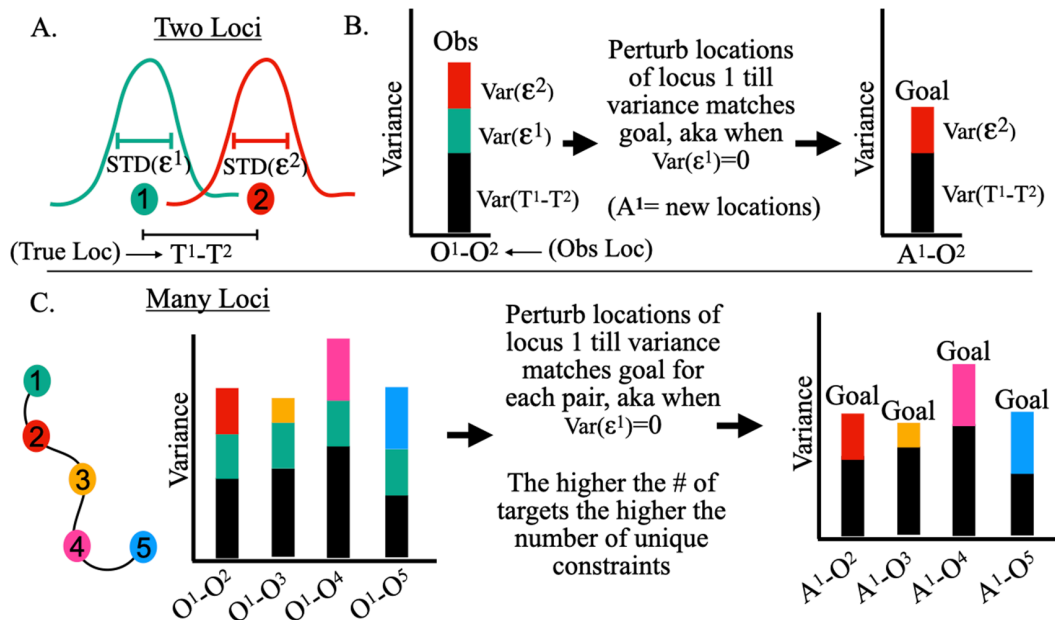 A.
Two Loci
STD(ε¹)
STD(ε²)
1
2
(True Loc)
T¹-T²
B.
Variance
Obs
Var(ε²)
Var(ε¹)
Var(T¹-T²)
O¹-O²
(Obs Loc)
Perturb locations
of locus 1 till
variance matches
goal, aka when
Var(ε¹)=0
(A¹= new locations)
Variance
Goal
Var(ε²)
Var(T¹-T²)
A¹-O²
C.
Many Loci
1
2
3
4
5
Variance
O¹-O²
O¹-O³
O¹-O⁴
O¹-O⁵
Perturb locations of
locus 1 till variance
matches goal for
each pair, aka when
Var(ε¹)=0
The higher the # of
targets the higher the
number of unique
constraints
Variance
Goal
Goal
Goal
Goal
A¹-O²
A¹-O³
A¹-O⁴
A¹-O⁵